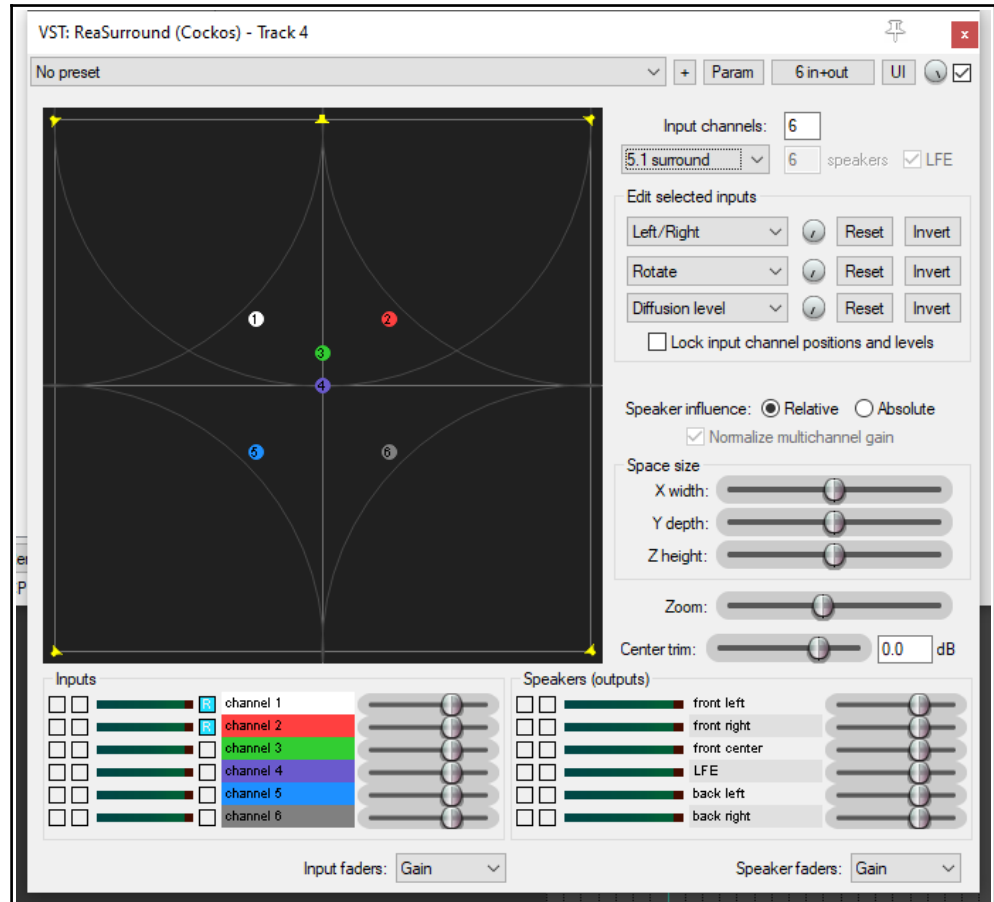 VST: ReaSurround (Cockos) - Track 4
x
No preset
+ Param 6 in+out UI
Input channels: 6
5.1 surround 6 speakers LFE
Edit selected inputs
Left/Right Reset Invert
Rotate Reset Invert
Diffusion level Reset Invert
Lock input channel positions and levels
1 2
3
4
5 6
Speaker influence: Relative Absolute
Normalize multichannel gain
Space size
X width:
Y depth:
Z height:
Zoom:
Center trim: 0.0 dB
Inputs
R channel 1
R channel 2
channel 3
channel 4
channel 5
channel 6
Speakers (outputs)
front left
front right
front center
LFE
back left
back right
Input faders: Gain
Speaker faders: Gain